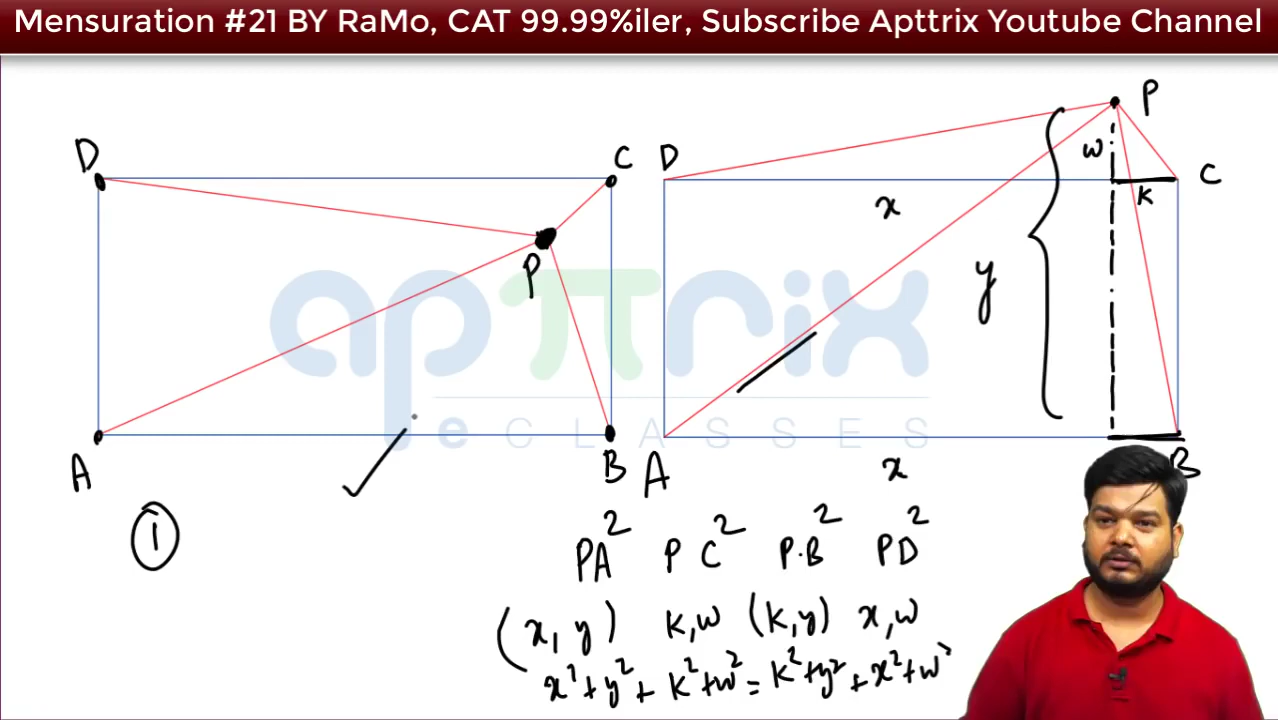 Mensuration #21 BY RaMo, CAT 99.99%iler, Subscribe Apttrix Youtube Channel
D C
P
A B
①
P
w
D C
k
x
y
A x B
apπrix
eCLASSES
PA² PC² P·B² PD²
(x, y) k,w (k,y) x,w
x²+y²+k²+w²=k²+y²+x²+w²